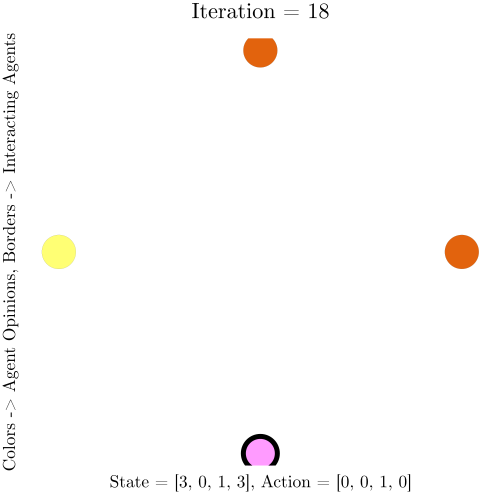 Iteration = 18
Colors -> Agent Opinions, Borders -> Interacting Agents
State = [3, 0, 1, 3], Action = [0, 0, 1, 0]